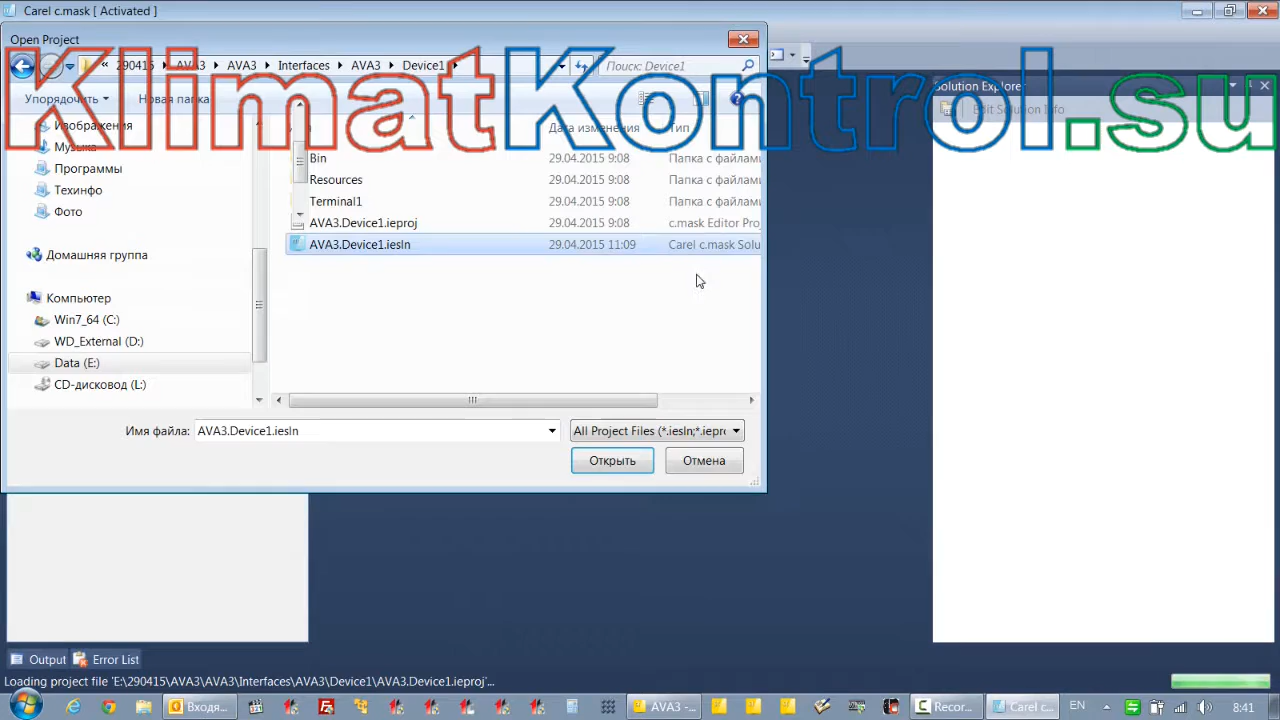 Carel c.mask [ Activated ]
Open Project
KlimatKontrol.su
« 290415 AVA3 AVA3 Interfaces AVA3 Device1
Поиск: Device1
Solution Explorer
Упорядочить
Новая папка
Edit Solution Info
Изображения
Дата изменения
Тип
Музыка
Bin 29.04.2015 9:08 Папка с файлами
Программы
Resources 29.04.2015 9:08 Папка с файлами
Техинфо
Terminal1 29.04.2015 9:08 Папка с файлами
Фото
AVA3.Device1.ieproj 29.04.2015 9:08 c.mask Editor Proj
AVA3.Device1.iesln 29.04.2015 11:09 Carel c.mask Solu
Домашняя группа
Компьютер
Win7_64 (C:)
WD_External (D:)
Data (E:)
CD-дисковод (L:)
Имя файла: AVA3.Device1.iesln
All Project Files (*.iesln;*.iepro
Открыть
Отмена
Output
Error List
Loading project file 'E:\290415\AVA3\AVA3\Interfaces\AVA3\Device1\AVA3.Device1.ieproj'...
Входя...
AVA3 -...
Recor...
Carel c...
EN
8:41